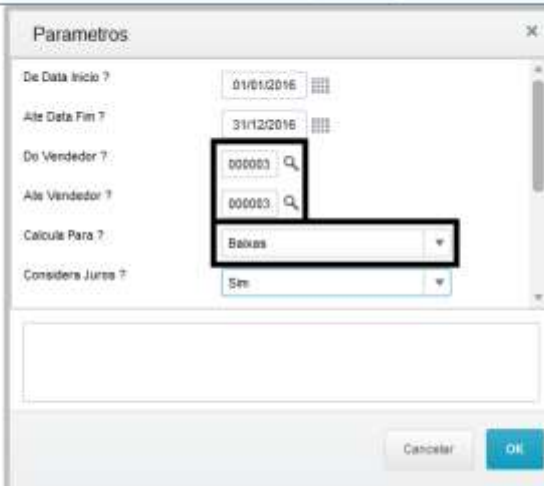 Parametros
De Data Inicio ? 01/01/2016
Ate Data Fim ? 31/12/2016
Do Vendedor ? 000003
Ate Vendedor ? 000003
Calcula Para ? Baixas
Considera Juros ? Sim
Cancelar OK